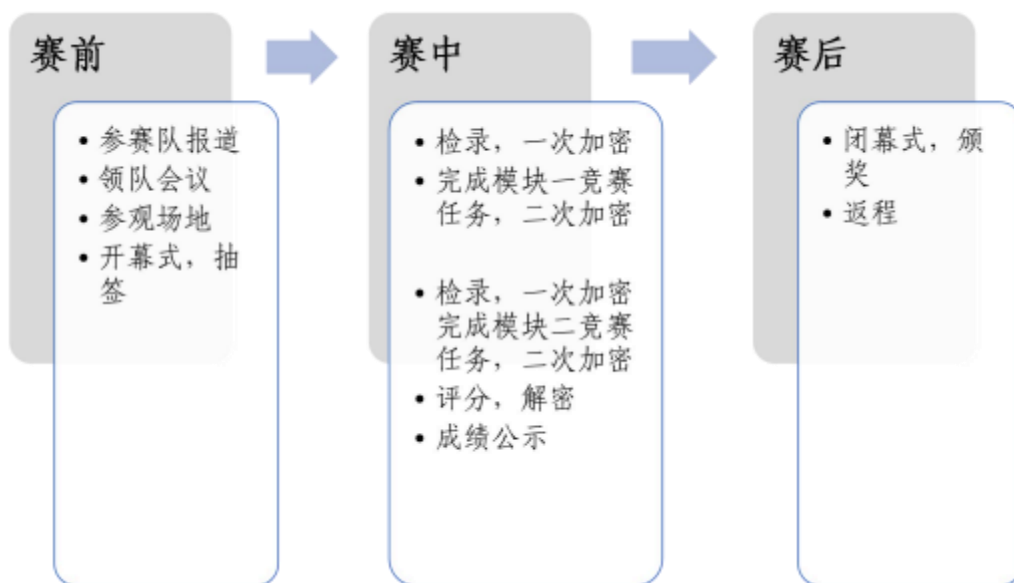 赛前
• 参赛队报道
• 领队会议
• 参观场地
• 开幕式，抽
签
赛中
• 检录，一次加密
• 完成模块一竞赛
任务，二次加密
• 检录，一次加密
完成模块二竞赛
任务，二次加密
• 评分，解密
• 成绩公示
赛后
• 闭幕式，颁
奖
• 返程